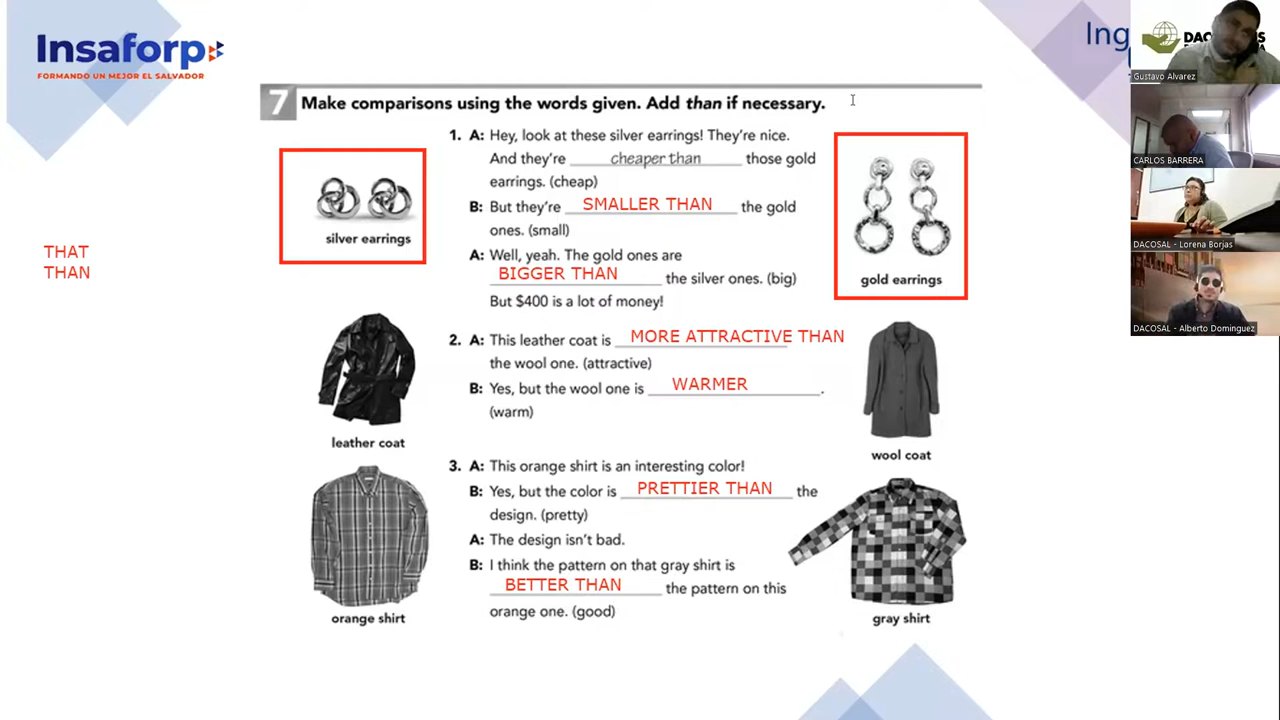 Insaforp
FORMANDO UN MEJOR EL SALVADOR
Ing
7 Make comparisons using the words given. Add than if necessary.
1. A: Hey, look at these silver earrings! They're nice.
And they're cheaper than those gold
earrings. (cheap)
B: But they're SMALLER THAN the gold
ones. (small)
A: Well, yeah. The gold ones are
BIGGER THAN the silver ones. (big)
But $400 is a lot of money!
silver earrings
gold earrings
THAT
THAN
2. A: This leather coat is MORE ATTRACTIVE THAN
the wool one. (attractive)
B: Yes, but the wool one is WARMER.
(warm)
leather coat
wool coat
3. A: This orange shirt is an interesting color!
B: Yes, but the color is PRETTIER THAN the
design. (pretty)
A: The design isn't bad.
B: I think the pattern on that gray shirt is
BETTER THAN the pattern on this
orange one. (good)
orange shirt
gray shirt
Gustavo Alvarez
CARLOS BARRERA
DACOSAL - Lorena Borjas
DACOSAL - Alberto Dominguez